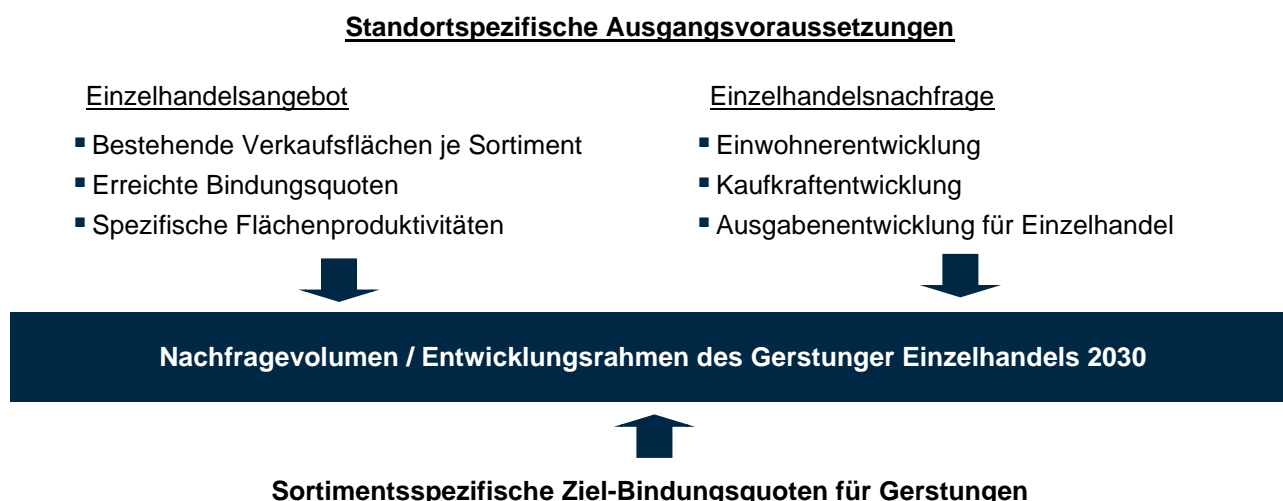 Standortspezifische Ausgangsvoraussetzungen
Einzelhandelsangebot
▪ Bestehende Verkaufsflächen je Sortiment
▪ Erreichte Bindungsquoten
▪ Spezifische Flächenproduktivitäten
Einzelhandelsnachfrage
▪ Einwohnerentwicklung
▪ Kaufkraftentwicklung
▪ Ausgabenentwicklung für Einzelhandel
Nachfragevolumen / Entwicklungsrahmen des Gerstunger Einzelhandels 2030
Sortimentsspezifische Ziel-Bindungsquoten für Gerstungen